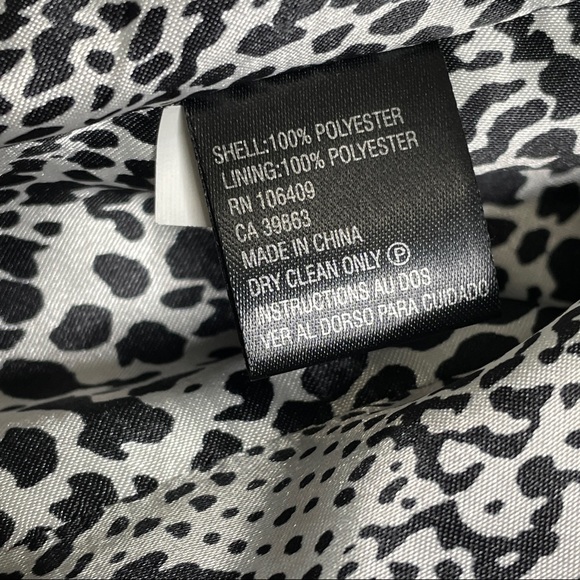 SHELL:100% POLYESTER
LINING:100% POLYESTER
RN 106409
CA 39863
MADE IN CHINA
DRY CLEAN ONLY Ⓟ
INSTRUCTIONS AU DOS
VER AL DORSO PARA CUIDADO